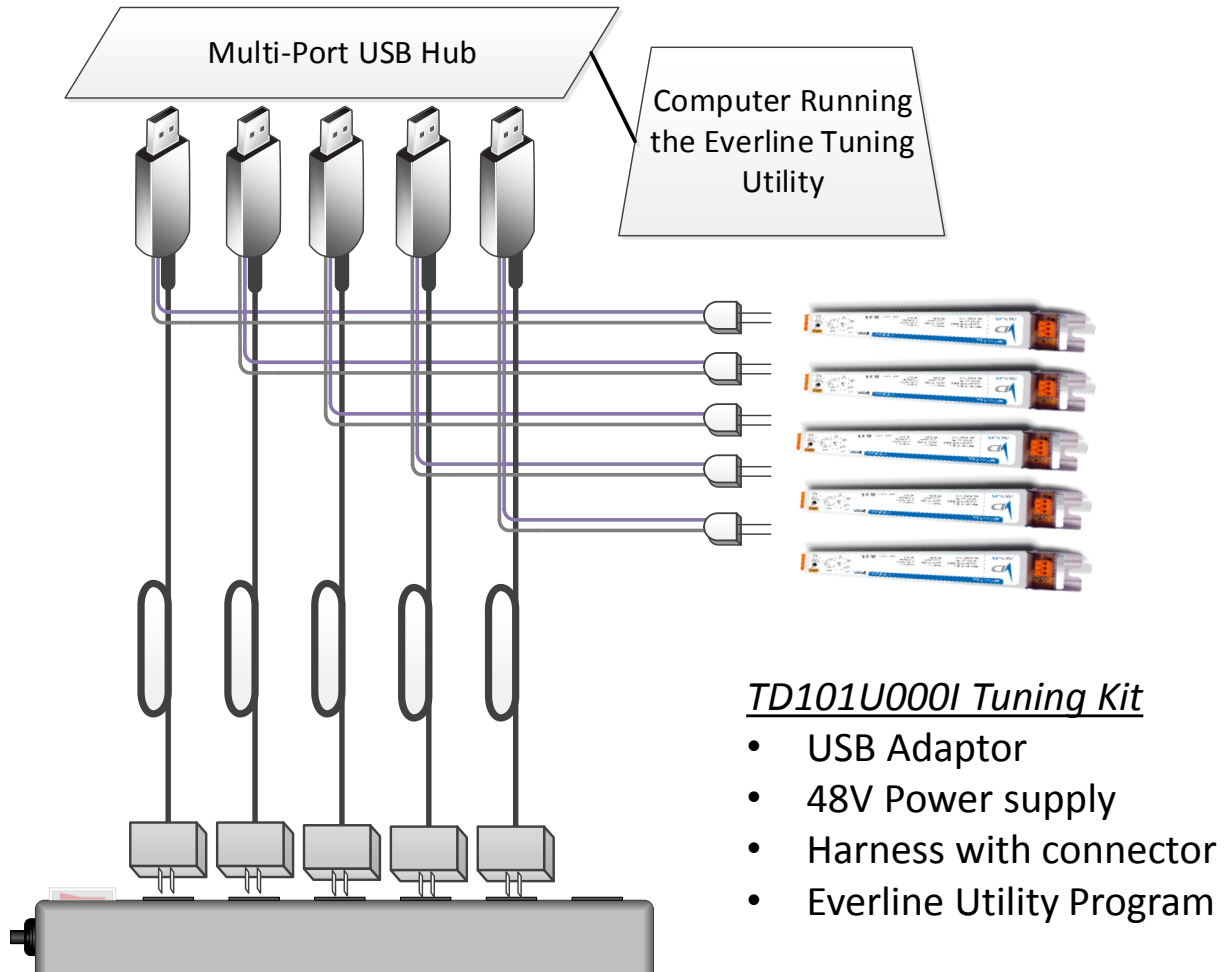 Multi-Port USB Hub
Computer Running
the Everline Tuning
Utility
TD101U000I Tuning Kit
• USB Adaptor
• 48V Power supply
• Harness with connector
• Everline Utility Program